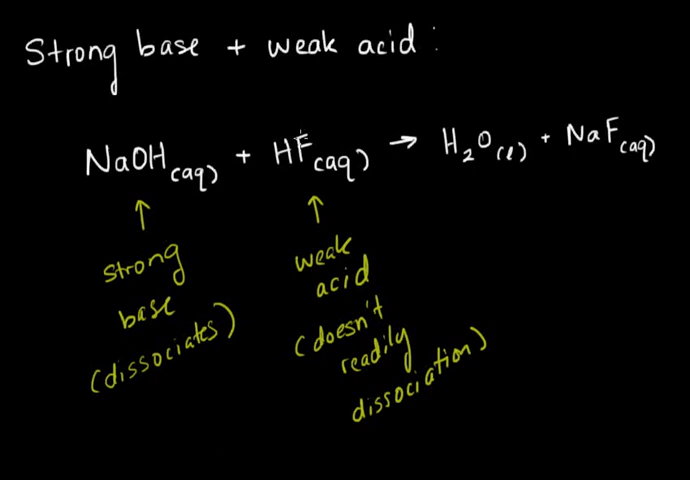 Strong base + weak acid:
NaOH(aq) + HF(aq) → H₂O(l) + NaF(aq)
↑
strong
base
(dissociates)
↑
weak
acid
(doesn't
readily
dissociation)